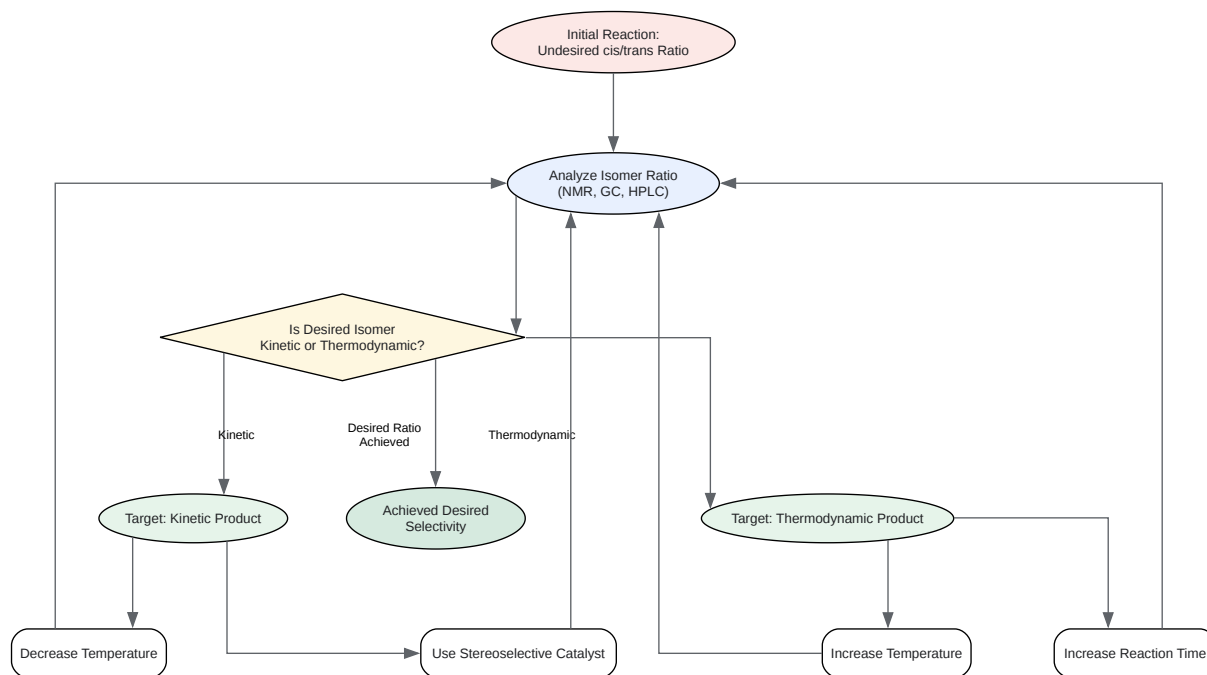 Initial Reaction:
Undesired cis/trans Ratio
Analyze Isomer Ratio
(NMR, GC, HPLC)
Is Desired Isomer
Kinetic or Thermodynamic?
Kinetic
Desired Ratio
Achieved
Thermodynamic
Target: Kinetic Product
Achieved Desired
Selectivity
Target: Thermodynamic Product
Decrease Temperature
Use Stereoselective Catalyst
Increase Temperature
Increase Reaction Time